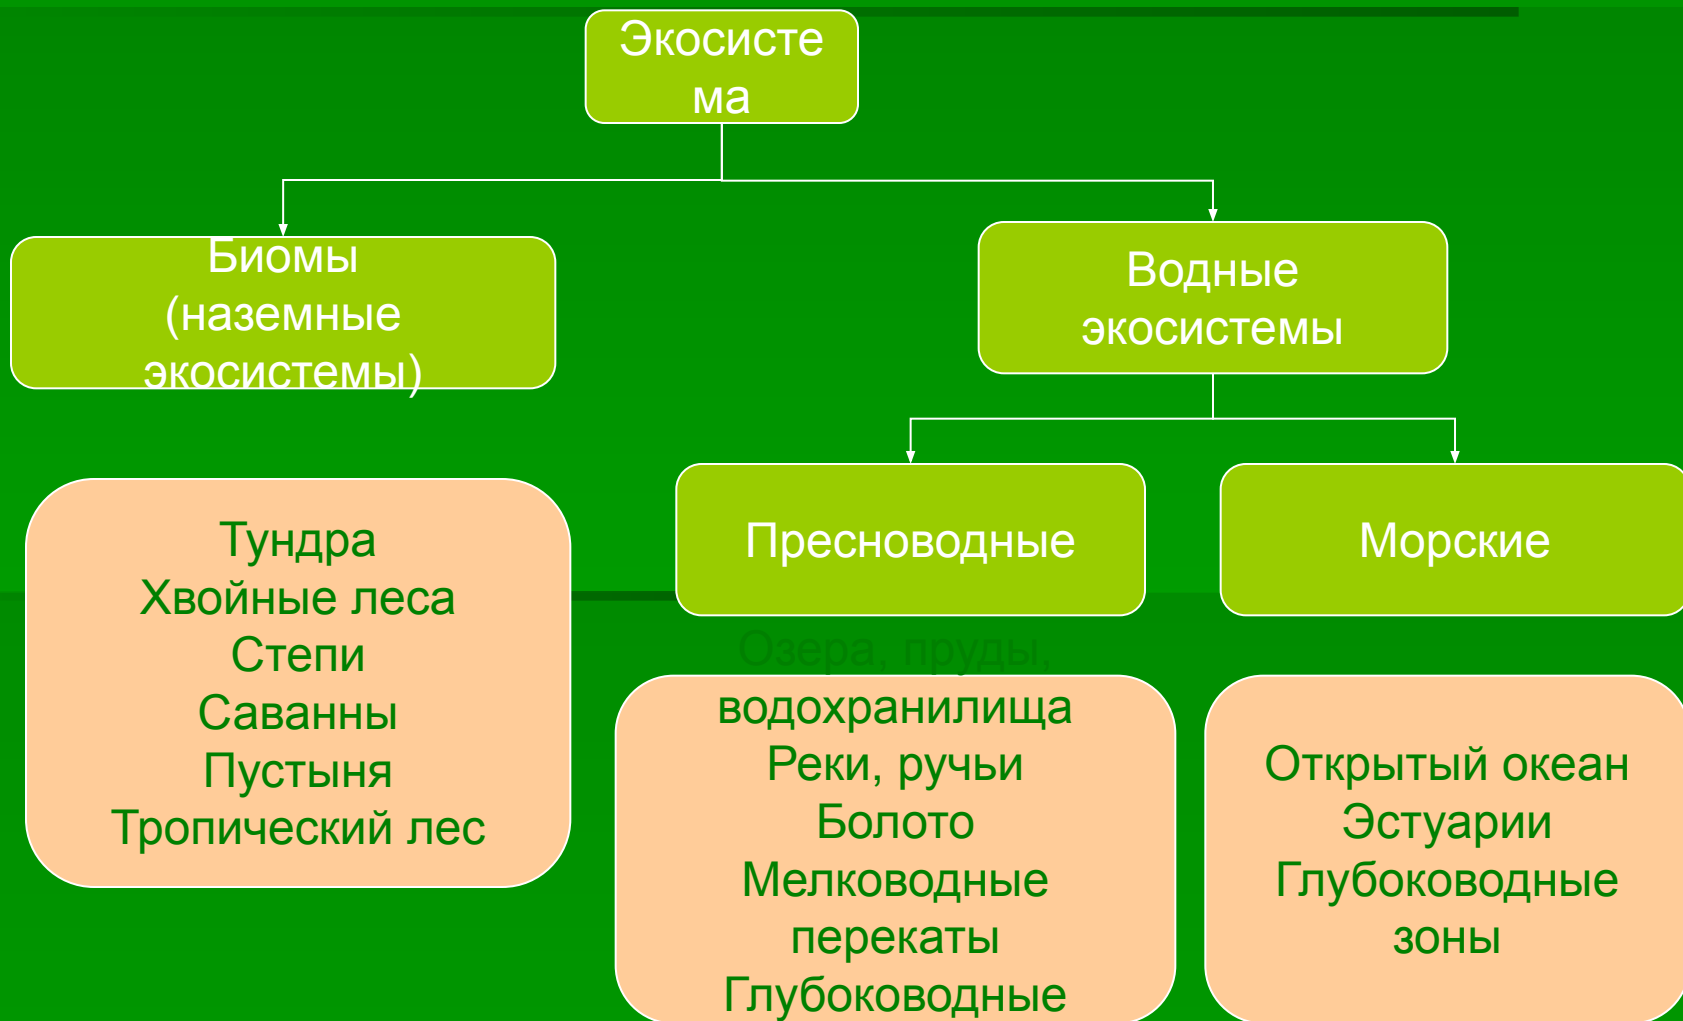 Экосисте
ма
Биомы
(наземные
экосистемы)
Водные
экосистемы
Пресноводные
Морские
Тундра
Хвойные леса
Степи
Саванны
Пустыня
Тропический лес
Озера, пруды,
водохранилища
Реки, ручьи
Болото
Мелководные
перекаты
Глубоководные
Открытый океан
Эстуарии
Глубоководные
зоны